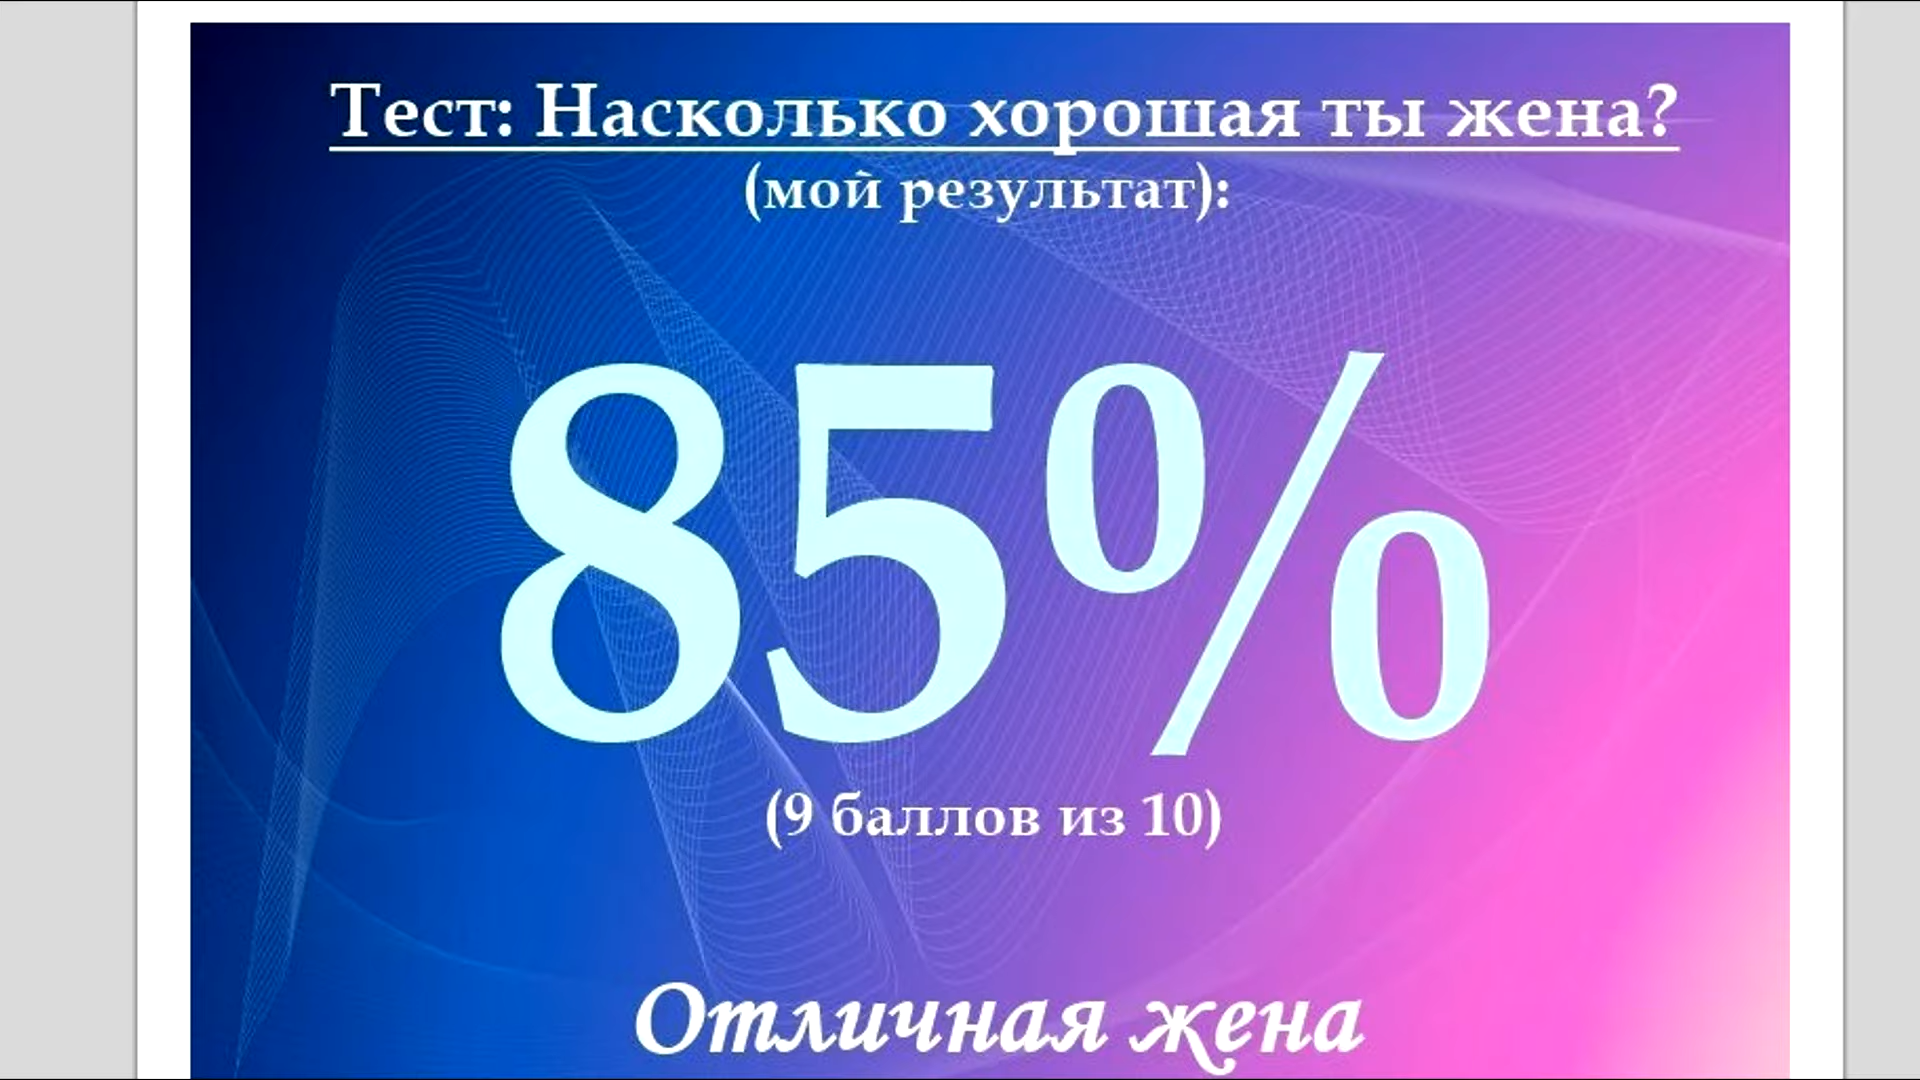 Тест: Насколько хорошая ты жена?
(мой результат):
85%
(9 баллов из 10)
Отличная жена